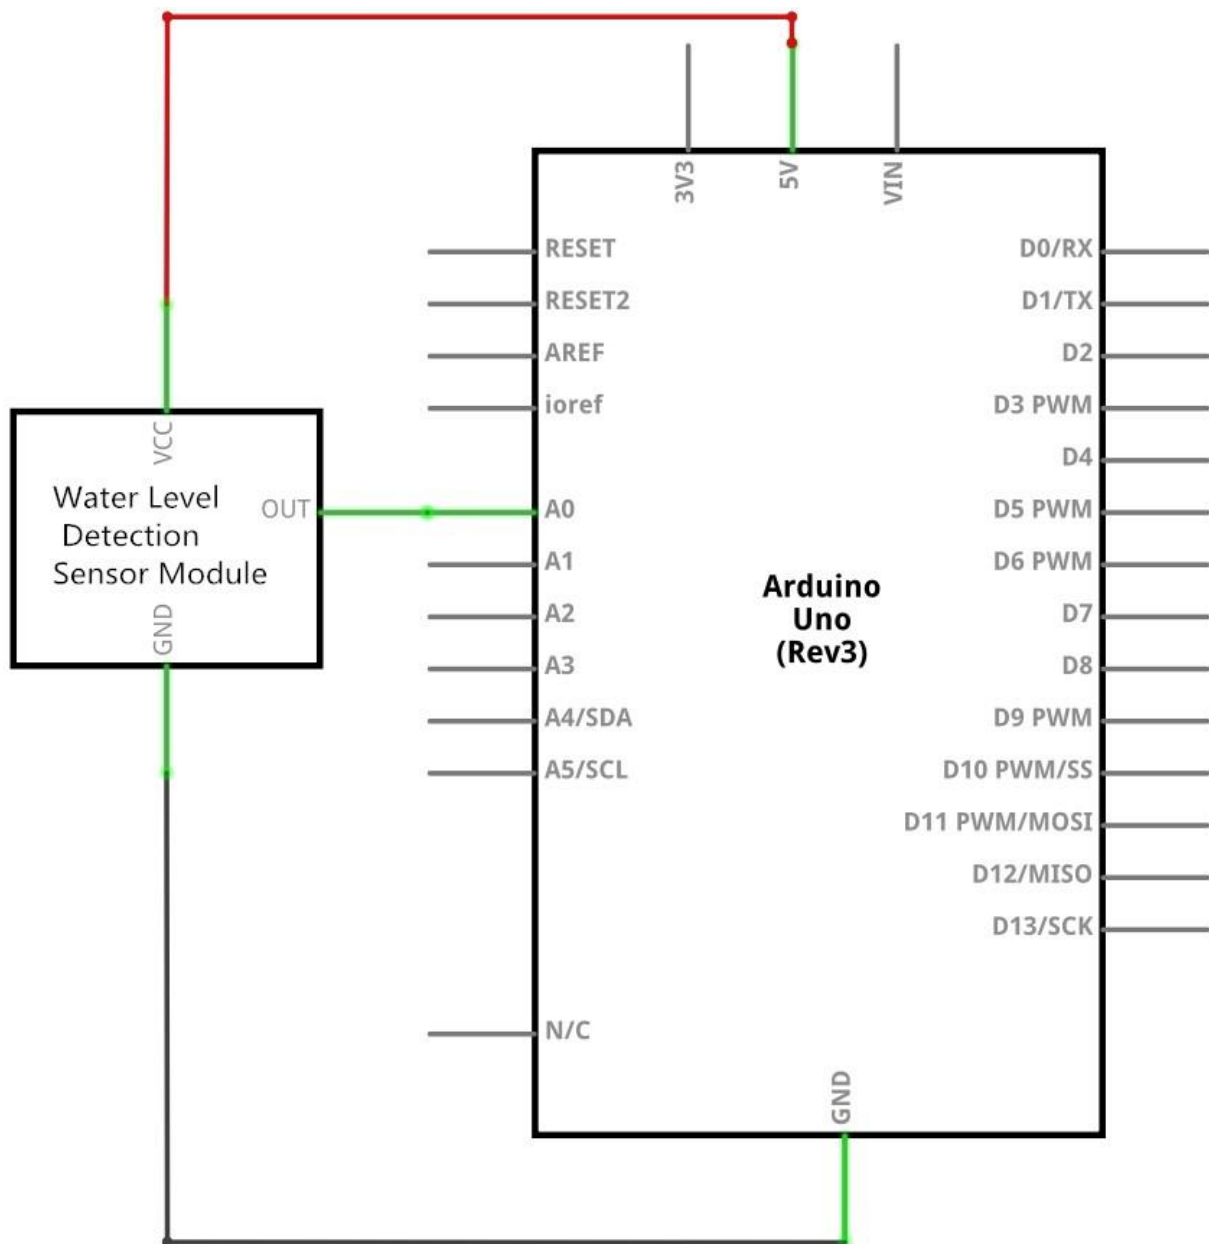 3V3
5V
VIN
RESET
RESET2
AREF
ioref
A0
A1
A2
A3
A4/SDA
A5/SCL
N/C
D0/RX
D1/TX
D2
D3 PWM
D4
D5 PWM
D6 PWM
D7
D8
D9 PWM
D10 PWM/SS
D11 PWM/MOSI
D12/MISO
D13/SCK
Arduino
Uno
(Rev3)
GND
VCC
Water Level
Detection
Sensor Module
OUT
GND